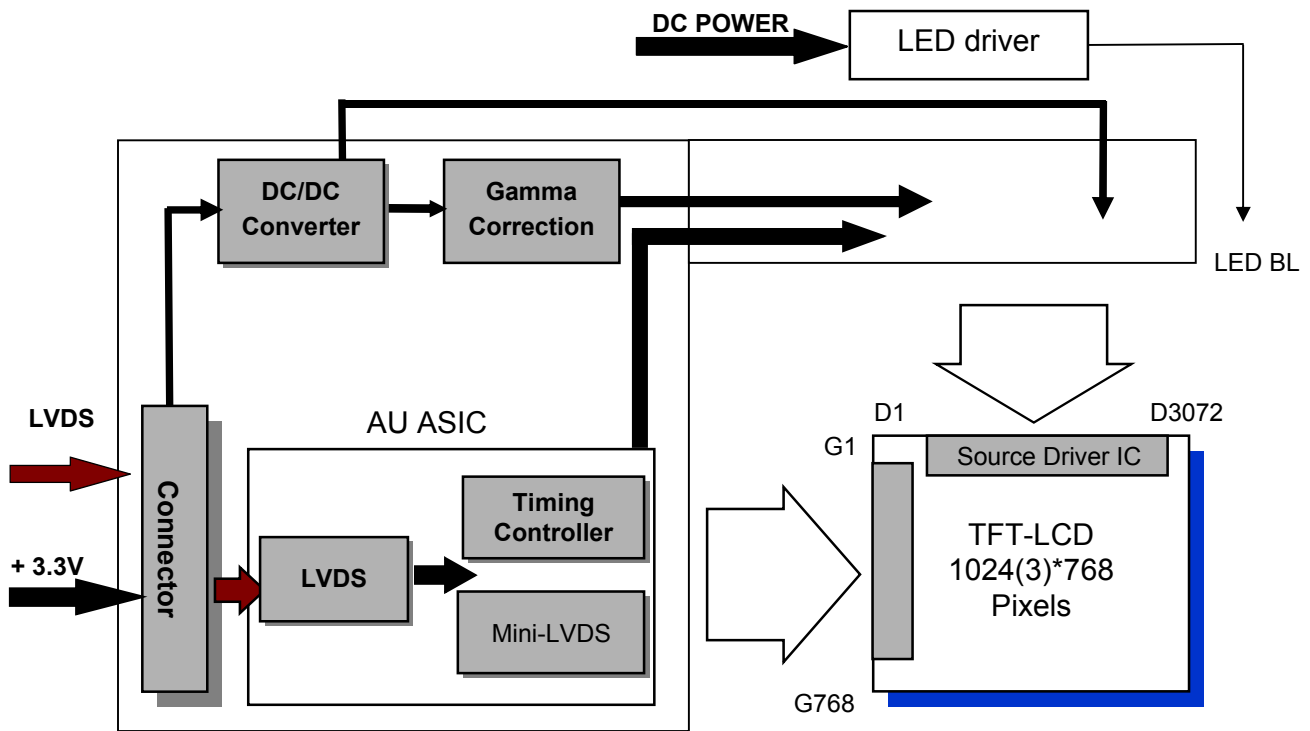 DC POWER
LED driver
DC/DC
Converter
Gamma
Correction
LED BL
LVDS
AU ASIC
D1
D3072
G1
Source Driver IC
Connector
Timing
Controller
TFT-LCD
1024(3)*768
Pixels
+ 3.3V
LVDS
Mini-LVDS
G768